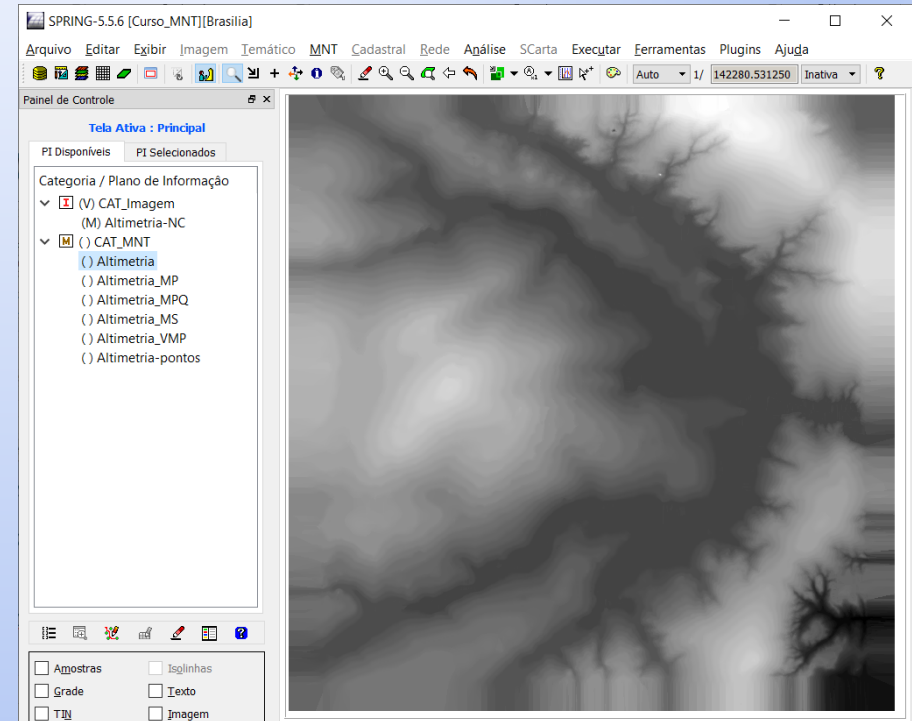 SPRING-5.5.6 [Curso_MNT][Brasilia]
Arquivo Editar Exibir Imagem Temático MNT Cadastral Rede Análise SCarta Executar Ferramentas Plugins Ajuda
Auto 1/ 142280.531250 Inativa
Painel de Controle
Tela Ativa : Principal
PI Disponíveis PI Selecionados
Categoria / Plano de Informação
I (V) CAT_Imagem
(M) Altimetria-NC
M ( ) CAT_MNT
( ) Altimetria
( ) Altimetria_MP
( ) Altimetria_MPQ
( ) Altimetria_MS
( ) Altimetria_VMP
( ) Altimetria-pontos
Amostras Isolinhas
Grade Texto
TIN Imagem